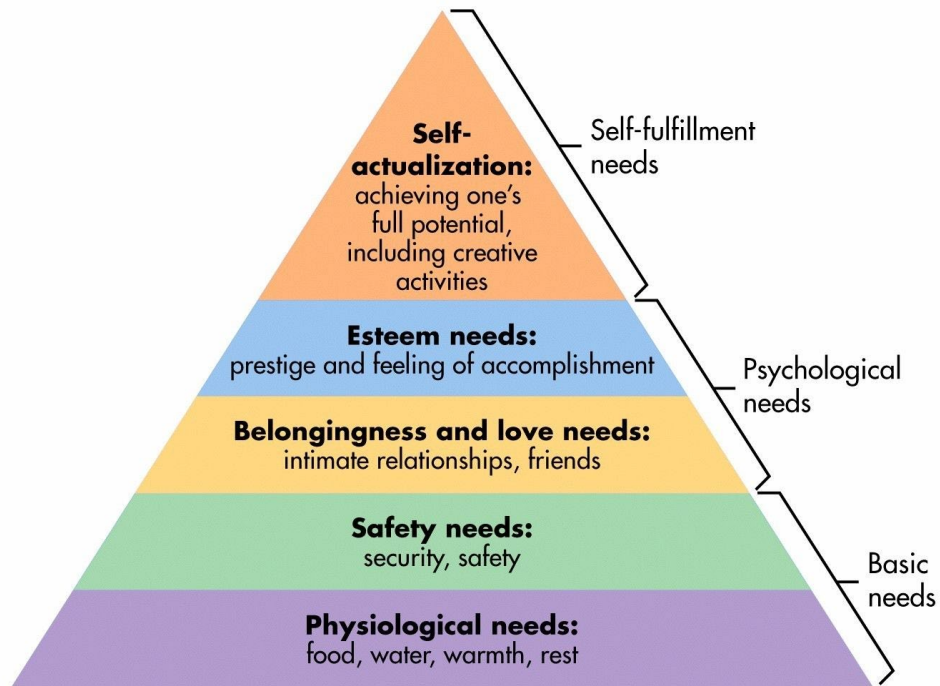 Self-
actualization:
achieving one's
full potential,
including creative
activities
Self-fulfillment
needs
Esteem needs:
prestige and feeling of accomplishment
Psychological
needs
Belongingness and love needs:
intimate relationships, friends
Safety needs:
security, safety
Basic
needs
Physiological needs:
food, water, warmth, rest